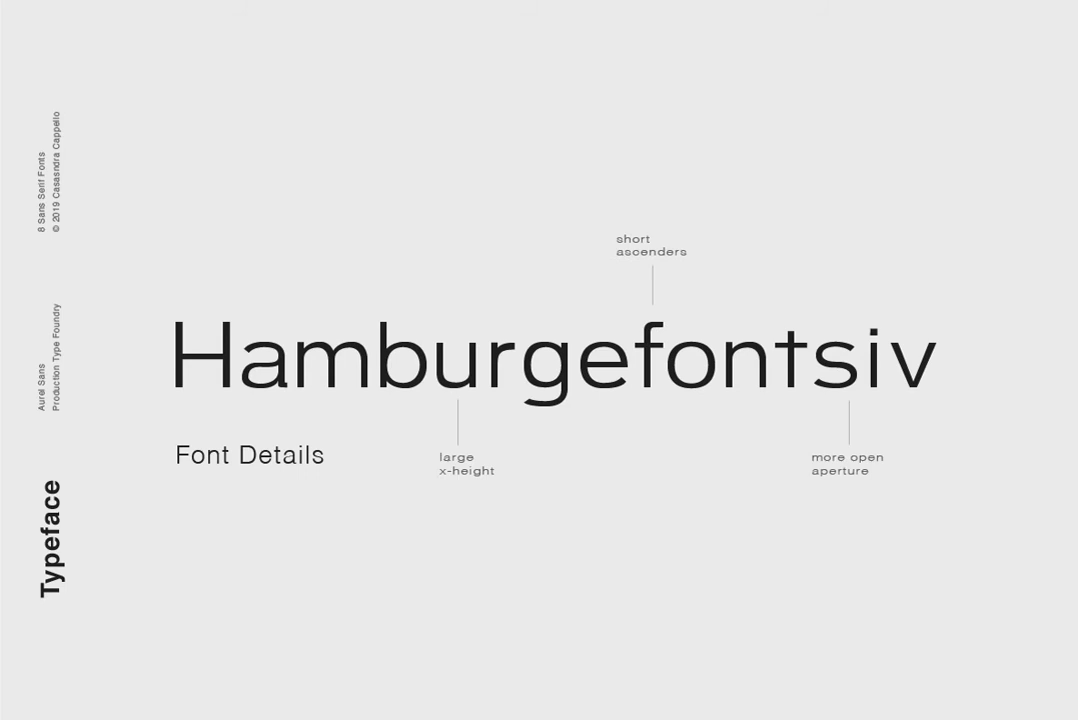 8 Sans Serif Fonts
© 2019 Casasndra Cappello
Aurel Sans
Production Type Foundry
Typeface
short
ascenders
Hamburgefontsiv
Font Details
large
x-height
more open
aperture